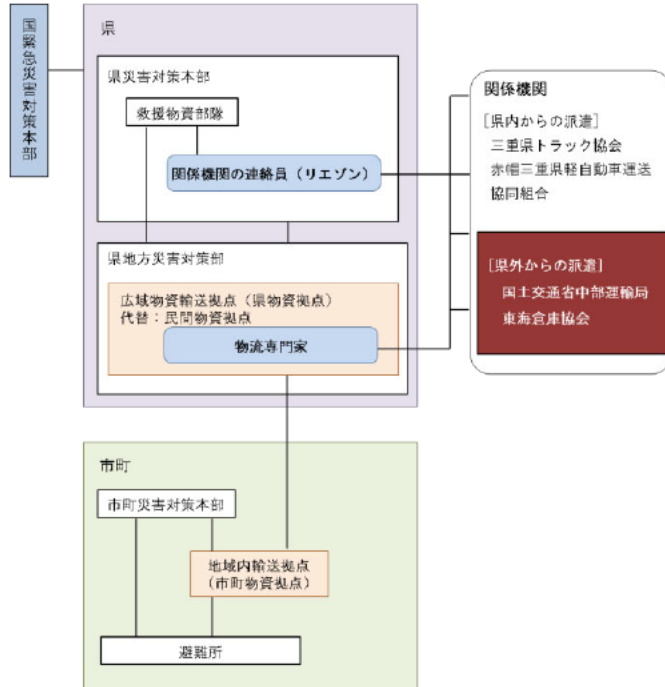 国緊急災害対策本部
県
県災害対策本部
救援物資部隊
関係機関の連絡員（リエゾン）
県地方災害対策部
広域物資輸送拠点（県物資拠点）
代替：民間物資拠点
物流専門家
関係機関
［県内からの派遣］
三重県トラック協会
赤帽三重県軽自動車運送
協同組合
［県外からの派遣］
国土交通省中部運輸局
東海倉庫協会
市町
市町災害対策本部
地域内輸送拠点
（市町物資拠点）
避難所